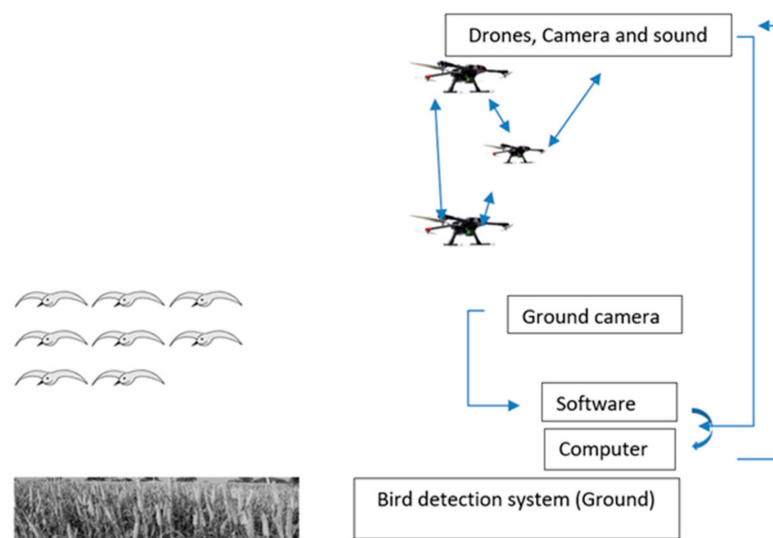 Drones, Camera and sound
Ground camera
Software
Computer
Bird detection system (Ground)